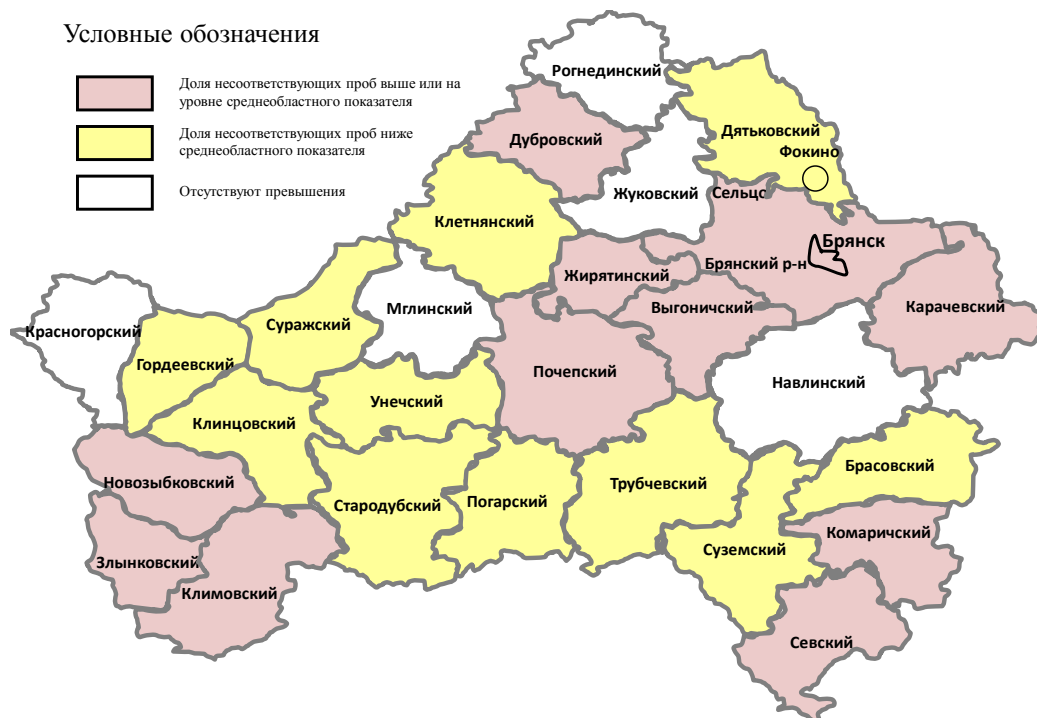 Условные обозначения
Доля несоответствующих проб выше или на
уровне среднеобластного показателя
Доля несоответствующих проб ниже
среднеобластного показателя
Отсутствуют превышения
Рогнединский
Дубровский
Дятьковский
Фокино
Жуковский
Сельцо
Клетнянский
Брянск
Брянский р-н
Жирятинский
Выгоничский
Карачевский
Мглинский
Суражский
Красногорский
Гордеевский
Почепский
Навлинский
Унечский
Клинцовский
Брасовский
Новозыбковский
Трубчевский
Стародубский
Погарский
Комаричский
Суземский
Злынковский
Климовский
Севский